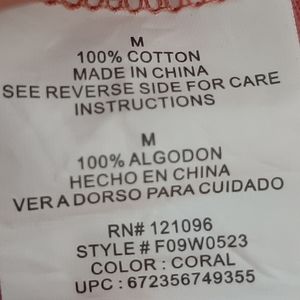 M
100% COTTON
MADE IN CHINA
SEE REVERSE SIDE FOR CARE
INSTRUCTIONS
M
100% ALGODON
HECHO EN CHINA
VER A DORSO PARA CUIDADO
RN# 121096
STYLE # F09W0523
COLOR : CORAL
UPC : 672356749355